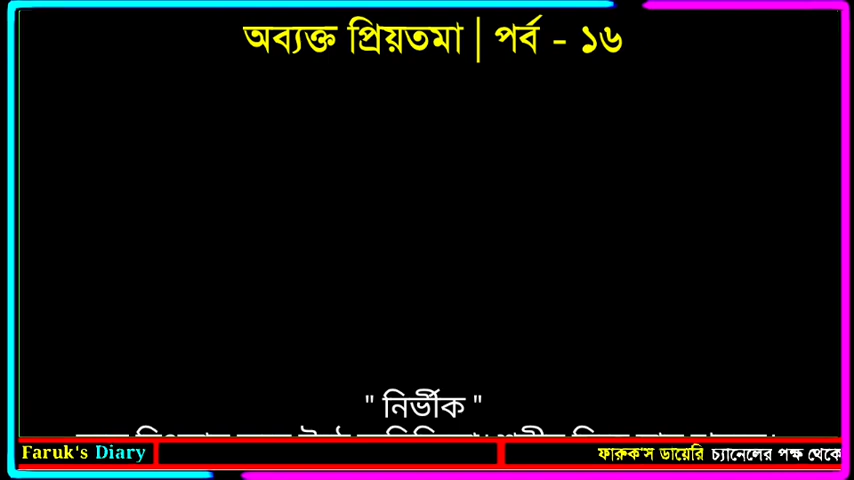 অব্যক্ত প্রিয়তমা | পর্ব - ১৬
" নির্ভীক "
Faruk's Diary
ফারুক'স ডায়েরি চ্যানেলের পক্ষ থেকে